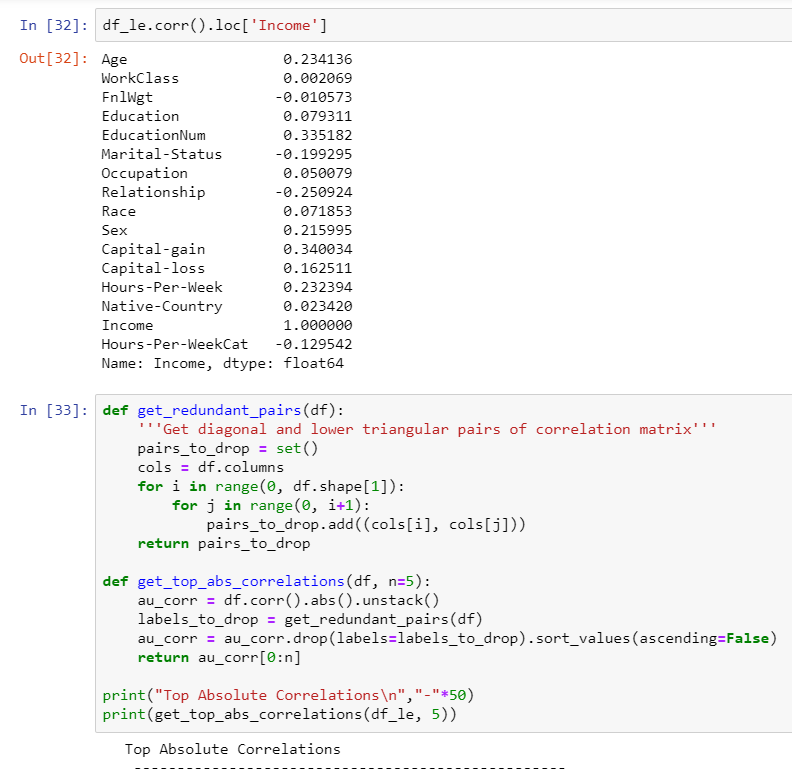 In [32]: df_le.corr().loc['Income']
Out[32]: Age                  0.234136
WorkClass            0.002069
FnlWgt              -0.010573
Education            0.079311
EducationNum         0.335182
Marital-Status      -0.199295
Occupation           0.050079
Relationship        -0.250924
Race                 0.071853
Sex                  0.215995
Capital-gain         0.340034
Capital-loss         0.162511
Hours-Per-Week       0.232394
Native-Country       0.023420
Income               1.000000
Hours-Per-WeekCat   -0.129542
Name: Income, dtype: float64
In [33]: def get_redundant_pairs(df):
    '''Get diagonal and lower triangular pairs of correlation matrix'''
    pairs_to_drop = set()
    cols = df.columns
    for i in range(0, df.shape[1]):
        for j in range(0, i+1):
            pairs_to_drop.add((cols[i], cols[j]))
    return pairs_to_drop
def get_top_abs_correlations(df, n=5):
    au_corr = df.corr().abs().unstack()
    labels_to_drop = get_redundant_pairs(df)
    au_corr = au_corr.drop(labels=labels_to_drop).sort_values(ascending=False)
    return au_corr[0:n]
print("Top Absolute Correlations\n","-"*50)
print(get_top_abs_correlations(df_le, 5))
Top Absolute Correlations
--------------------------------------------------